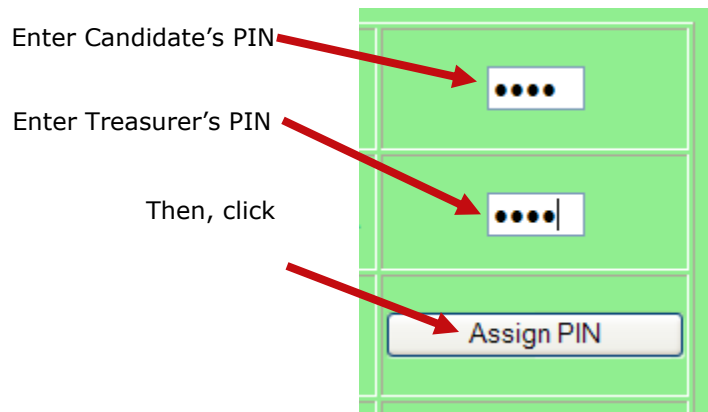 Enter Candidate’s PIN
●●●●
Enter Treasurer’s PIN
●●●●
Then, click
Assign PIN